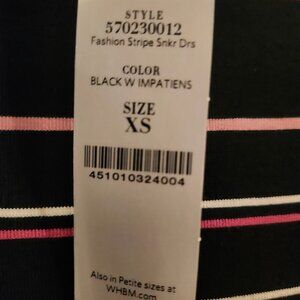 STYLE
570230012
Fashion Stripe Snkr Drs
COLOR
BLACK W IMPATIENS
SIZE
XS
451010324004
Also in Petite sizes at
WHBM.com